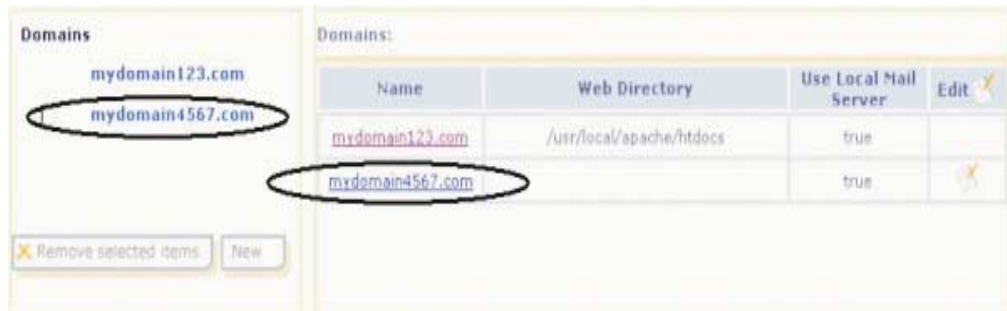 Domains
mydomain123.com
mydomain4567.com
Remove selected items
New
Domains:
Name Web Directory Use Local Mail Server Edit
mydomain123.com /usr/local/apache/htdocs true
mydomain4567.com true